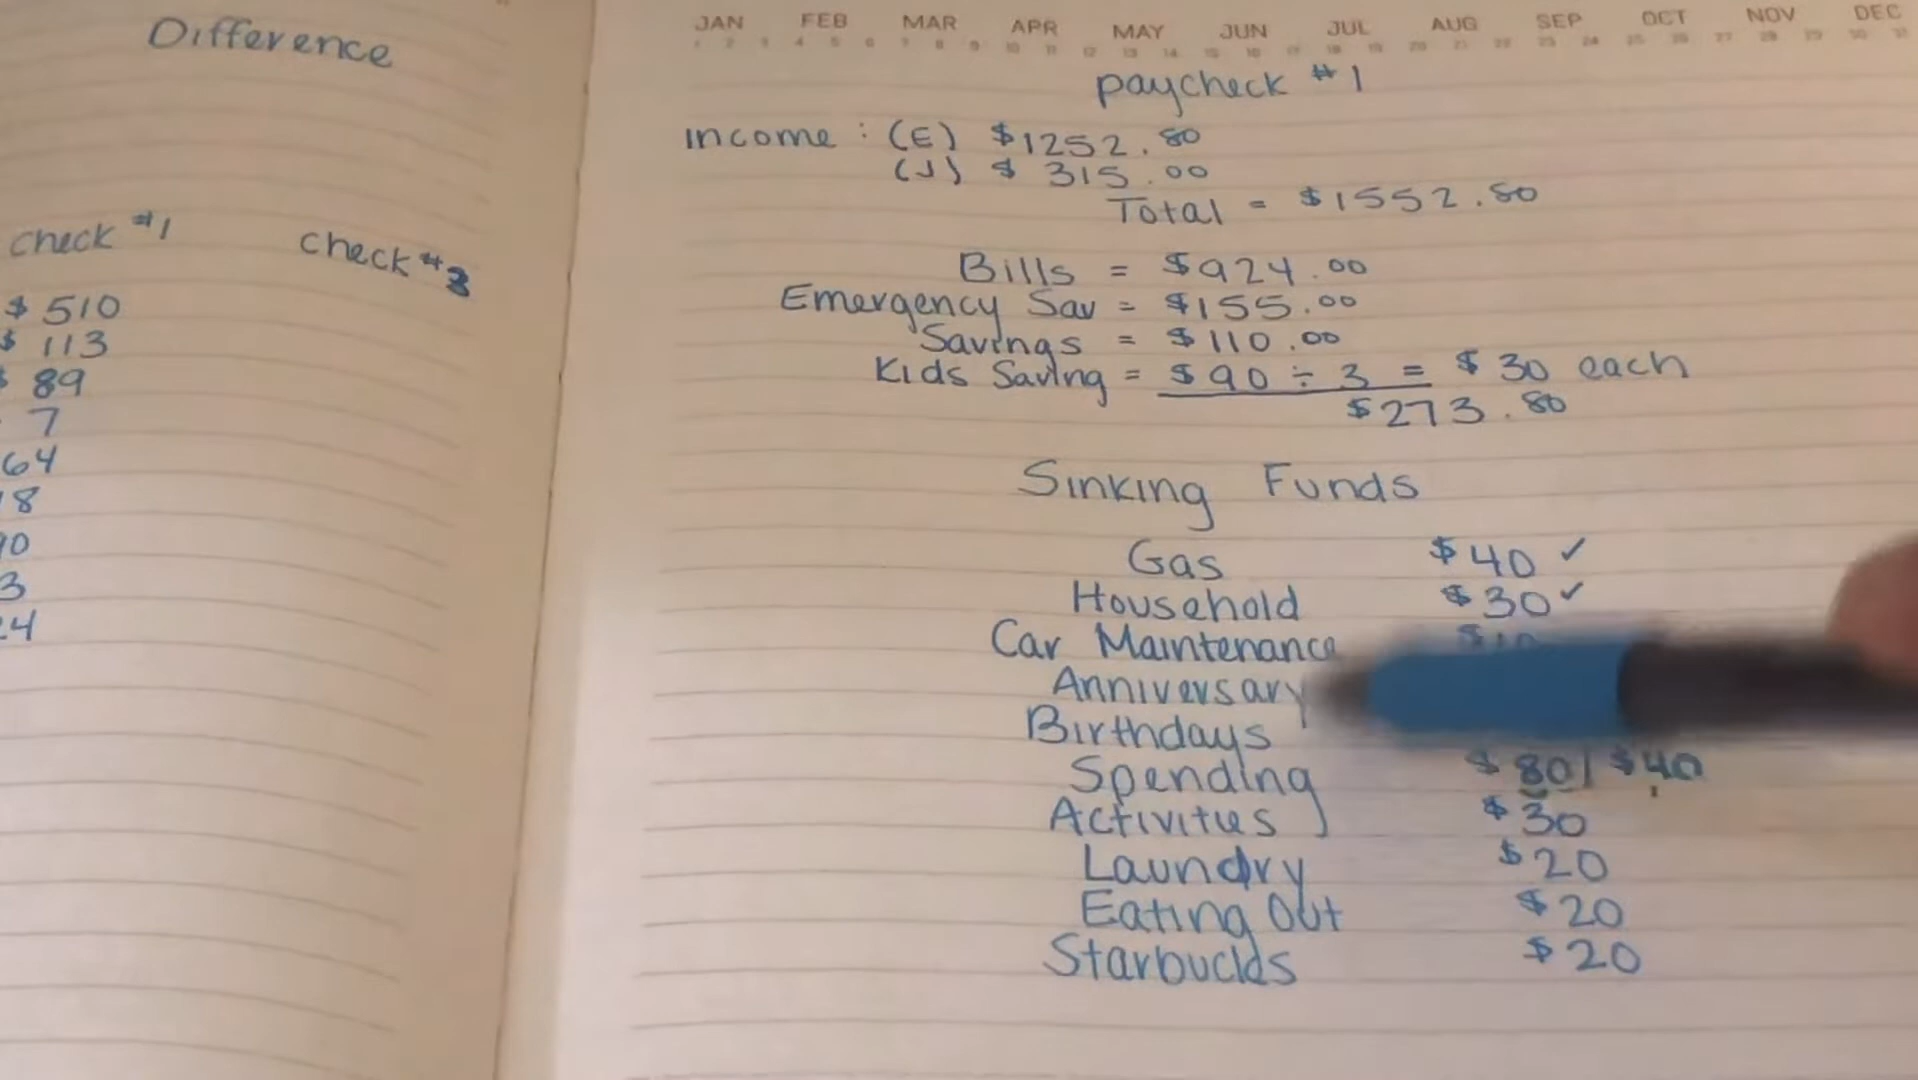 Difference
check #1 check #3
$ 510
$ 113
$ 89
7
64
18
90
3
24
JAN FEB MAR APR MAY JUN JUL AUG SEP OCT NOV DEC
paycheck #1
Income : (E) $1252.80
(J) $ 315.00
Total = $1552.80
Bills = $924.00
Emergency Sav = $155.00
Savings = $110.00
Kids Saving = $90 ÷ 3 = $30 each
$273.80
Sinking Funds
Gas $40 ✓
Household $30 ✓
Car Maintenance
Anniversary
Birthdays
Spending $80 / $40
Activities $30
Laundry $20
Eating Out $20
Starbucks $20